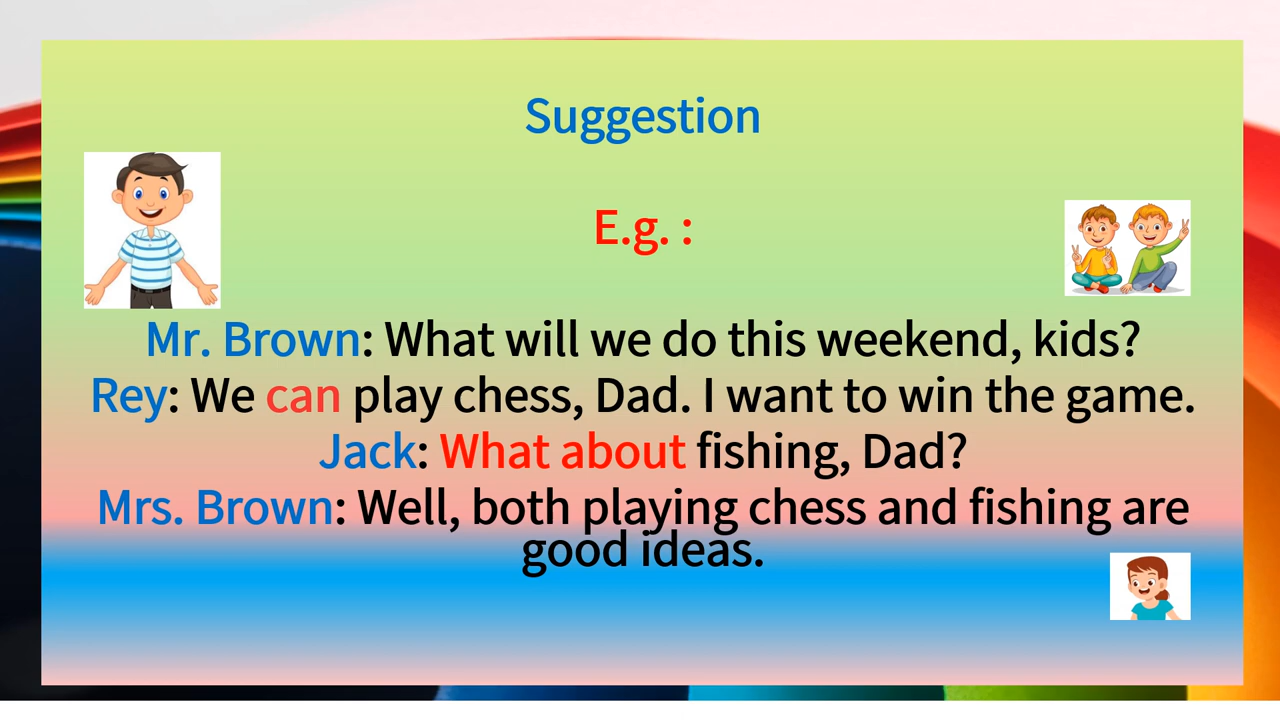 Suggestion
E.g. :
Mr. Brown: What will we do this weekend, kids?
Rey: We can play chess, Dad. I want to win the game.
Jack: What about fishing, Dad?
Mrs. Brown: Well, both playing chess and fishing are
good ideas.